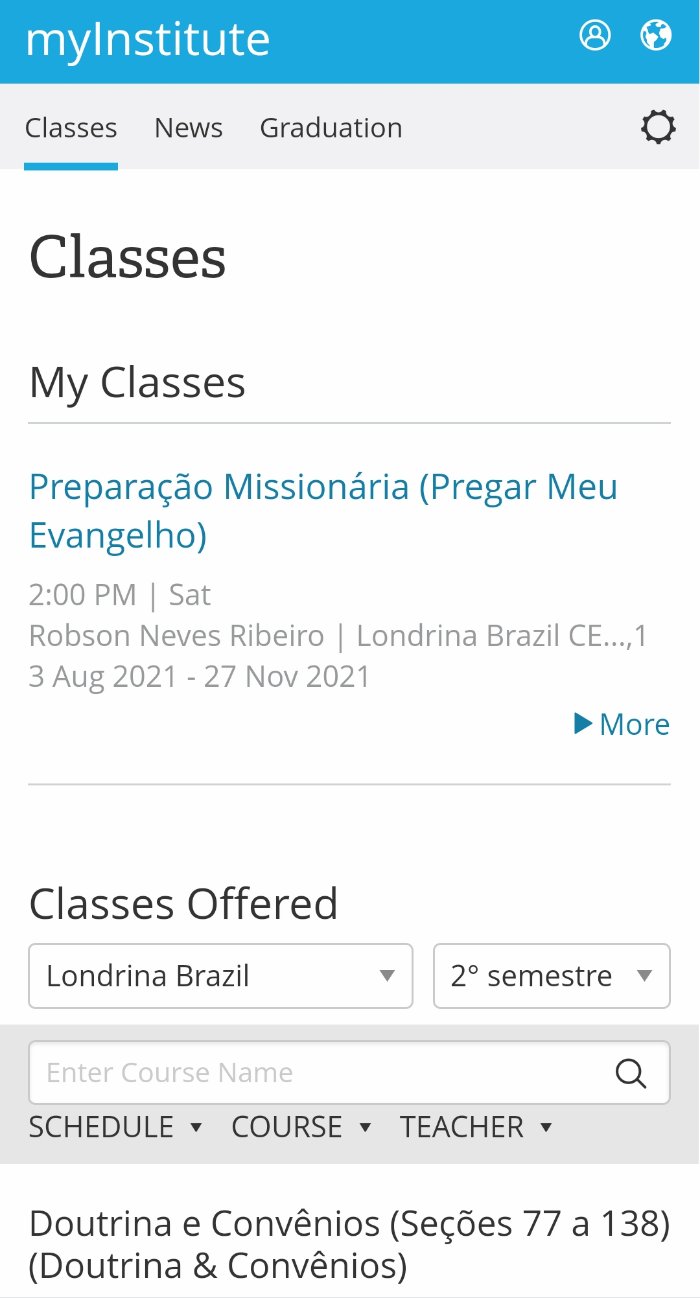 myInstitute
Classes News Graduation
Classes
My Classes
Preparação Missionária (Pregar Meu
Evangelho)
2:00 PM | Sat
Robson Neves Ribeiro | Londrina Brazil CE...,1
3 Aug 2021 - 27 Nov 2021
More
Classes Offered
Londrina Brazil 2° semestre
Enter Course Name
SCHEDULE COURSE TEACHER
Doutrina e Convênios (Seções 77 a 138)
(Doutrina & Convênios)